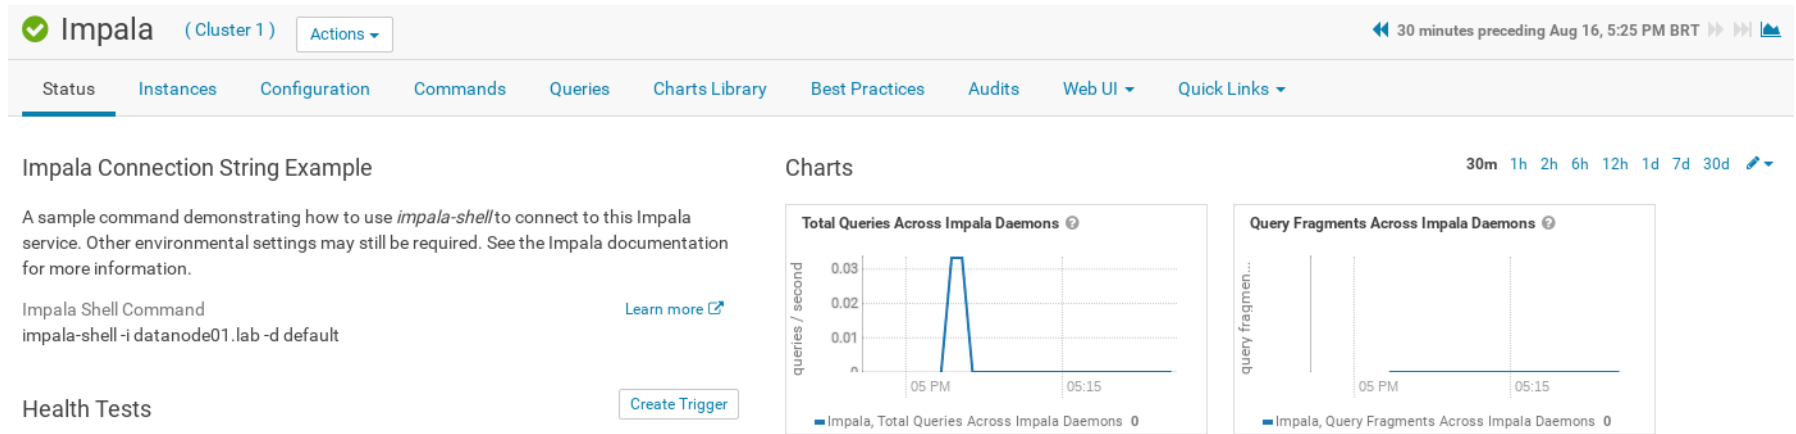 Impala ( Cluster 1 ) Actions
30 minutes preceding Aug 16, 5:25 PM BRT
Status Instances Configuration Commands Queries Charts Library Best Practices Audits Web UI Quick Links
Impala Connection String Example
A sample command demonstrating how to use impala-shell to connect to this Impala
service. Other environmental settings may still be required. See the Impala documentation
for more information.
Impala Shell Command
Learn more
impala-shell -i datanode01.lab -d default
Health Tests
Create Trigger
Charts
30m 1h 2h 6h 12h 1d 7d 30d
Total Queries Across Impala Daemons
queries / second
0.03
0.02
0.01
0
05 PM 05:15
Impala, Total Queries Across Impala Daemons 0
Query Fragments Across Impala Daemons
query fragmen...
05 PM 05:15
Impala, Query Fragments Across Impala Daemons 0